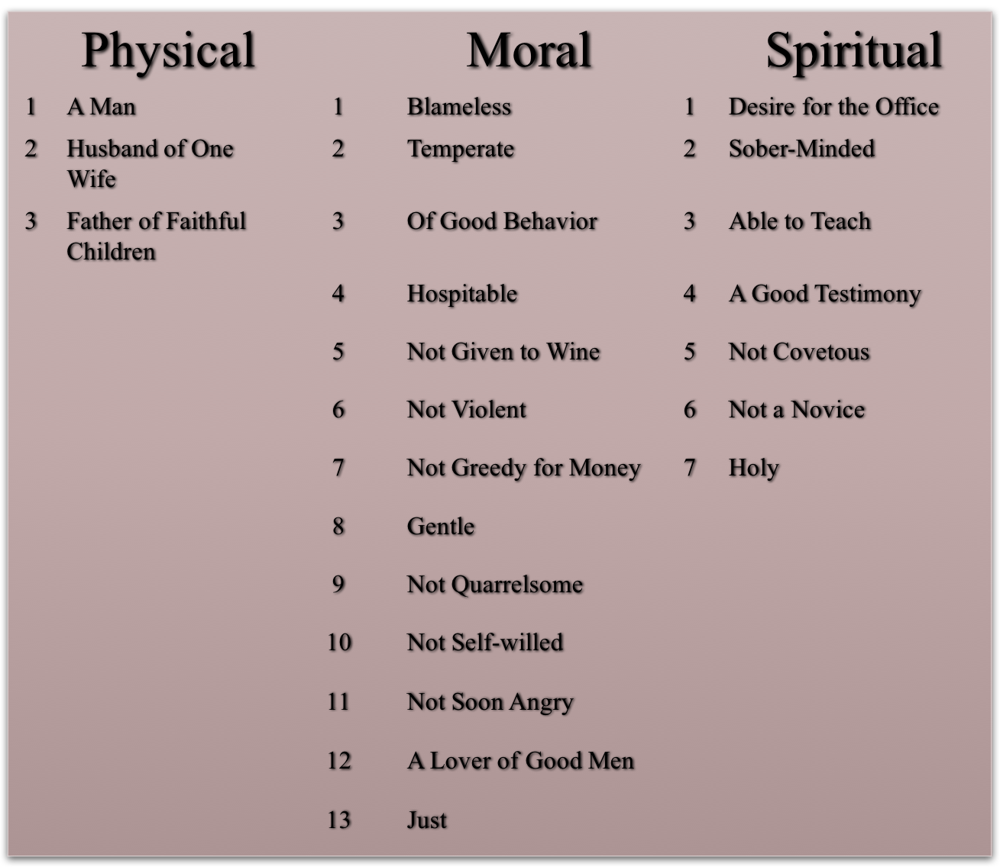 Physical Moral Spiritual
1 A Man 1 Blameless 1 Desire for the Office
2 Husband of One 2 Temperate 2 Sober-Minded
Wife
3 Father of Faithful 3 Of Good Behavior 3 Able to Teach
Children
4 Hospitable 4 A Good Testimony
5 Not Given to Wine 5 Not Covetous
6 Not Violent 6 Not a Novice
7 Not Greedy for Money 7 Holy
8 Gentle
9 Not Quarrelsome
10 Not Self-willed
11 Not Soon Angry
12 A Lover of Good Men
13 Just